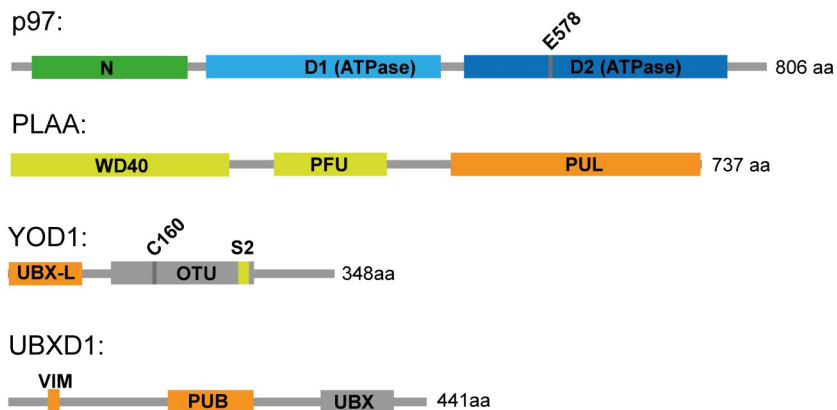 p97:
E578
N
D1 (ATPase)
D2 (ATPase)
806 aa
PLAA:
WD40
PFU
PUL
737 aa
YOD1:
C160
S2
UBX-L
OTU
348aa
UBXD1:
VIM
PUB
UBX
441aa